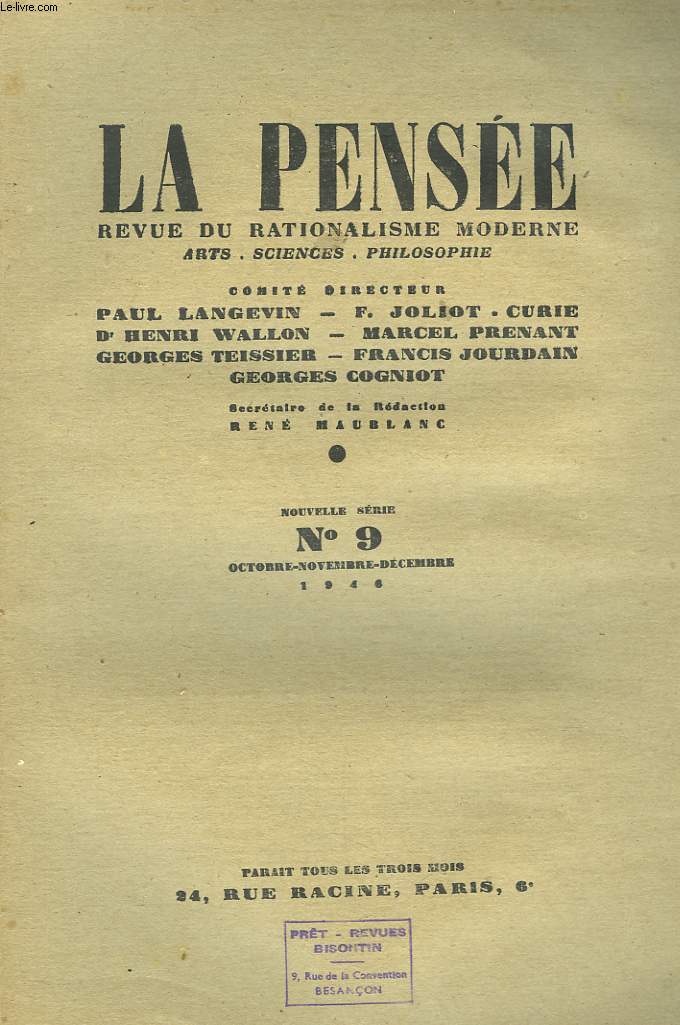 Le-livre.com
LA PENSÉE
REVUE DU RATIONALISME MODERNE
ARTS . SCIENCES . PHILOSOPHIE
COMITÉ DIRECTEUR
PAUL LANGEVIN — F. JOLIOT - CURIE
Dr HENRI WALLON — MARCEL PRENANT
GEORGES TEISSIER — FRANCIS JOURDAIN
GEORGES COGNIOT
Secrétaire de la Rédaction
RENÉ MAUBLANC
NOUVELLE SÉRIE
No 9
OCTOBRE-NOVEMBRE-DÉCEMBRE
1946
PARAIT TOUS LES TROIS MOIS
24, RUE RACINE, PARIS, 6e
PRÊT - REVUES
BISONTIN
9, Rue de la Convention
BESANÇON